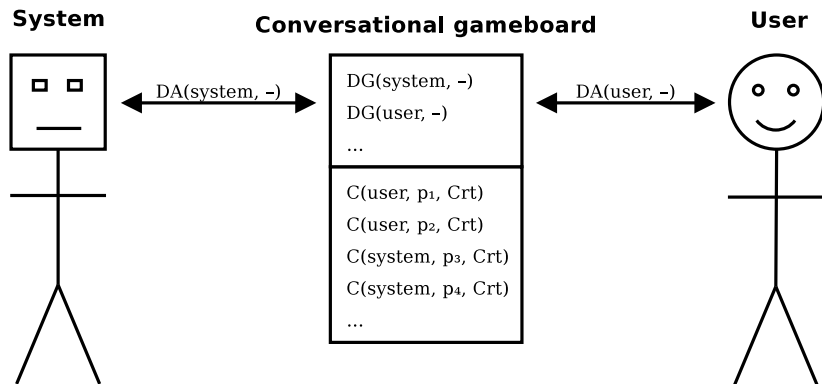 System
Conversational gameboard
User
DA(system, –)
DG(system, –)
DG(user, –)
...
DA(user, –)
C(user, p₁, Crt)
C(user, p₂, Crt)
C(system, p₃, Crt)
C(system, p₄, Crt)
...